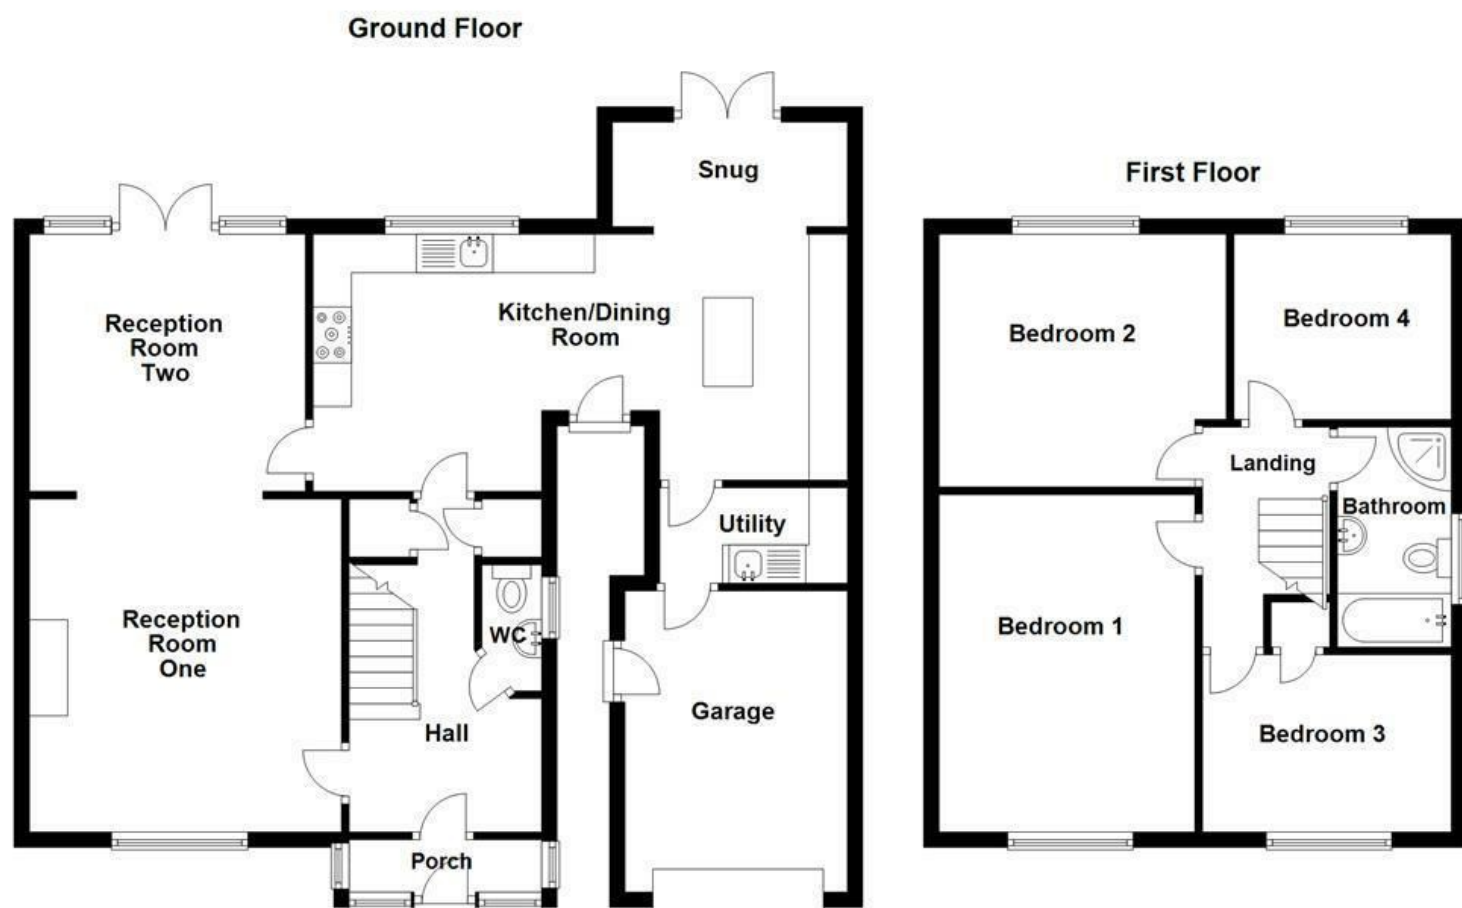 Ground Floor
Snug
Kitchen/Dining
Room
Reception
Room
Two
Utility
Reception
Room
One
WC
Hall
Garage
Porch
First Floor
Bedroom 2
Bedroom 4
Landing
Bathroom
Bedroom 1
Bedroom 3